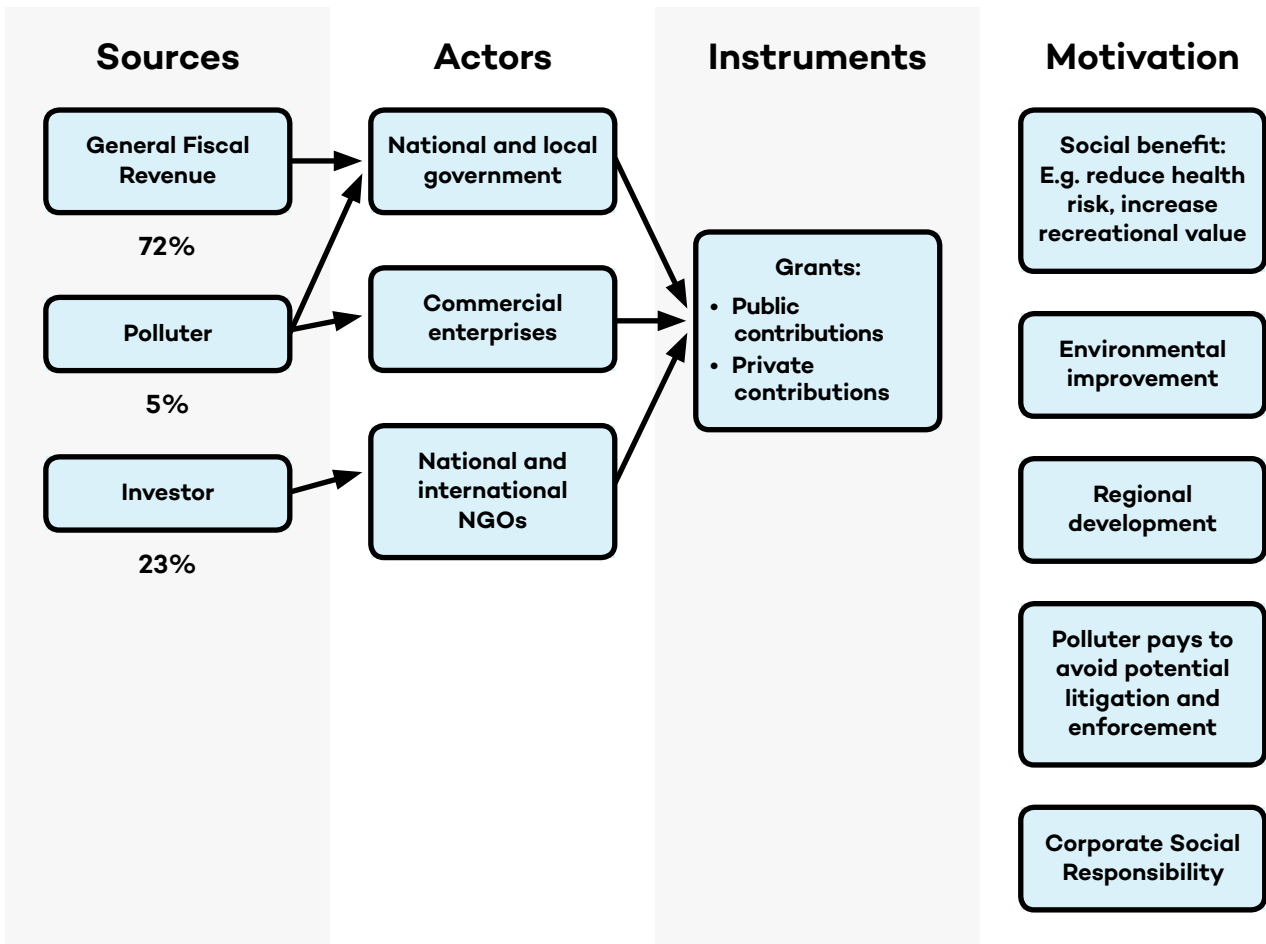 Sources
General Fiscal
Revenue
72%
Polluter
5%
Investor
23%
Actors
National and local
government
Commercial
enterprises
National and
international
NGOs
Instruments
Grants:
• Public
contributions
• Private
contributions
Motivation
Social benefit:
E.g. reduce health
risk, increase
recreational value
Environmental
improvement
Regional
development
Polluter pays to
avoid potential
litigation and
enforcement
Corporate Social
Responsibility